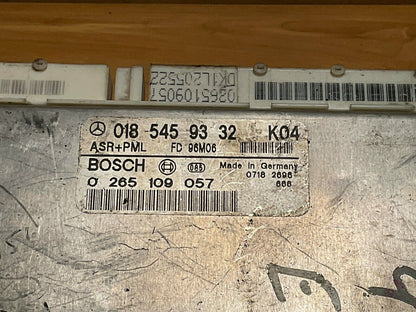 0265109057
DK1L205522
018 545 93 32 K04
ASR+PML FD 96M06
BOSCH Made in Germany
0718 2696
0 265 109 057 666